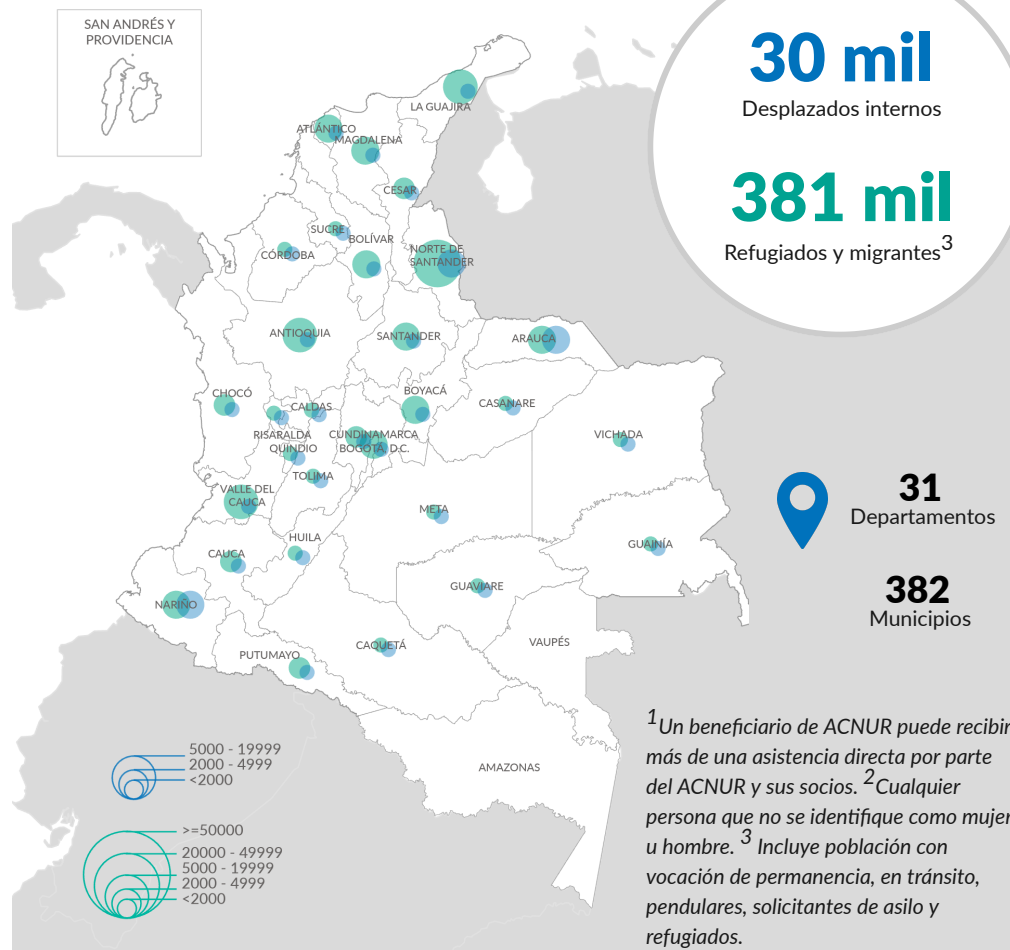 SAN ANDRÉS Y
PROVIDENCIA
30 mil
Desplazados internos
381 mil
Refugiados y migrantes3
LA GUAJIRA
ATLÁNTICO
MAGDALENA
CESAR
SUCRE
BOLÍVAR
CÓRDOBA
NORTE DE
SANTANDER
ANTIOQUIA
SANTANDER
ARAUCA
CHOCÓ
CALDAS
BOYACÁ
CASANARE
RISARALDA
CUNDINAMARCA
QUINDIO
BOGOTÁ D.C.
VICHADA
TOLIMA
VALLE DEL
CAUCA
META
CAUCA
HUILA
GUAINÍA
NARIÑO
GUAVIARE
PUTUMAYO
CAQUETÁ
VAUPÉS
AMAZONAS
31
Departamentos
382
Municipios
5000 - 19999
2000 - 4999
<2000
>=50000
20000 - 49999
5000 - 19999
2000 - 4999
<2000
1Un beneficiario de ACNUR puede recibir
más de una asistencia directa por parte
del ACNUR y sus socios. 2Cualquier
persona que no se identifique como mujer
u hombre. 3 Incluye población con
vocación de permanencia, en tránsito,
pendulares, solicitantes de asilo y
refugiados.